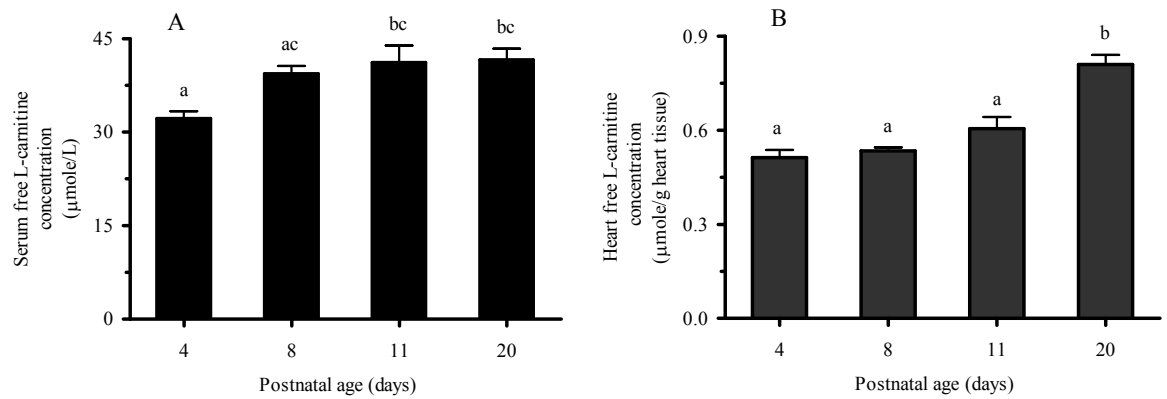 A
Serum free L-carnitine
concentration
(μmole/L)
45
30
15
0
a
ac
bc
bc
4
8
11
20
Postnatal age (days)
B
Heart free L-carnitine
concentration
(μmole/g heart tissue)
0.9
0.6
0.3
0.0
a
a
a
b
4
8
11
20
Postnatal age (days)